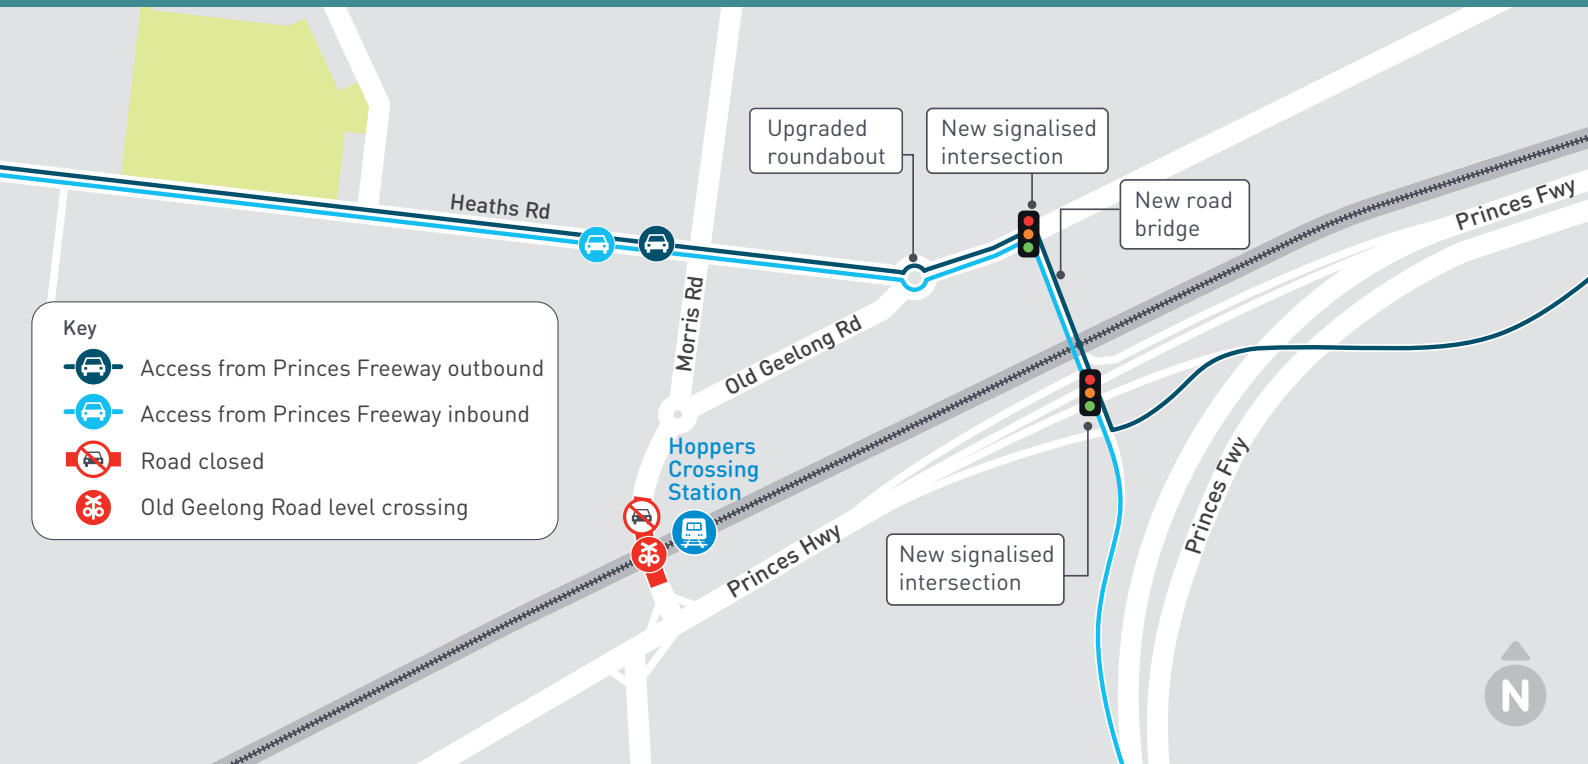 Upgraded
roundabout
New signalised
intersection
New road
bridge
Princes Fwy
Heaths Rd
Morris Rd
Old Geelong Rd
Key
Access from Princes Freeway outbound
Access from Princes Freeway inbound
Road closed
Old Geelong Road level crossing
Hoppers
Crossing
Station
Princes Hwy
Princes Fwy
New signalised
intersection
N